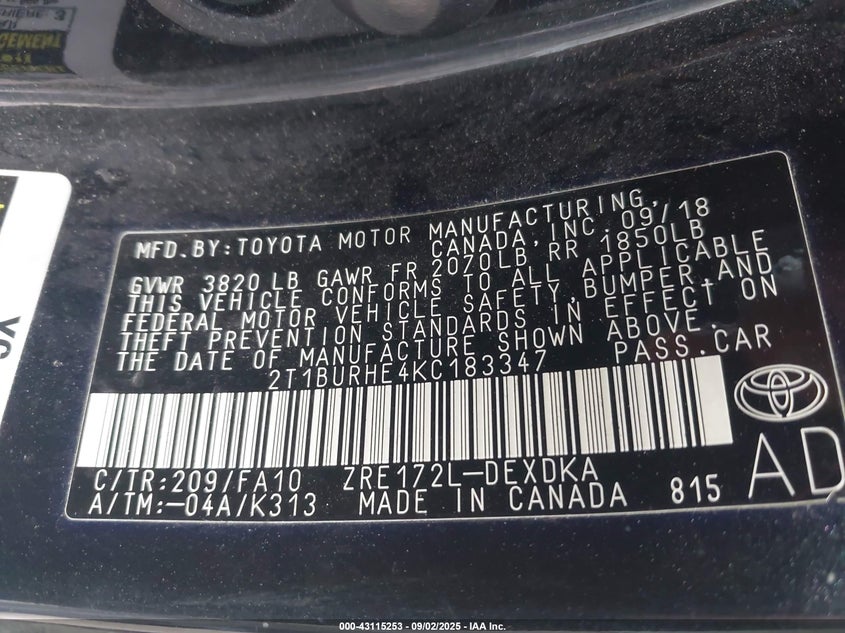 MFD.BY:TOYOTA MOTOR MANUFACTURING,
CANADA, INC. 09/18
GVWR 3820 LB GAWR FR 2070LB RR 1850LB
THIS VEHICLE CONFORMS TO ALL APPLICABLE
FEDERAL MOTOR VEHICLE SAFETY, BUMPER, AND
THEFT PREVENTION STANDARDS IN EFFECT ON
THE DATE OF MANUFACTURE SHOWN ABOVE.
2T1BURHE4KC183347 PASS.CAR
C/TR:209/FA10 ZRE172L-DEXDKA
A/TM:-04A/K313 MADE IN CANADA 815
AD
000-43115253 - 09/02/2025 - IAA Inc.